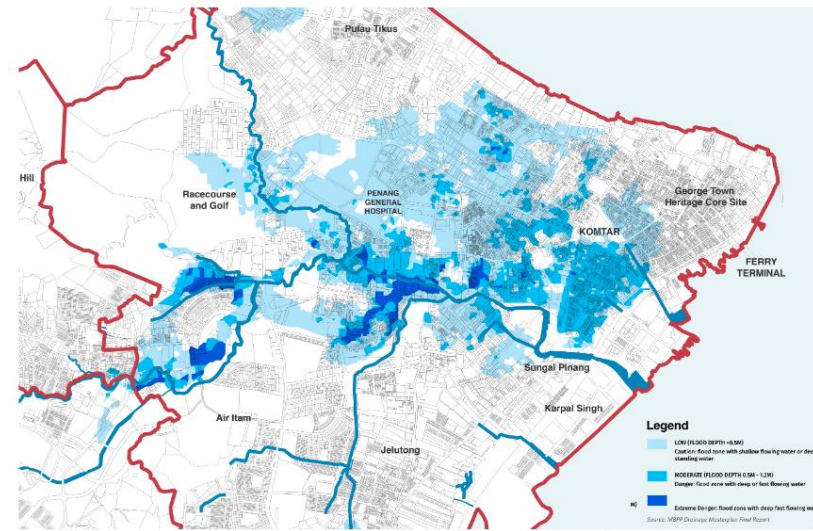 Pulau Tikus
Hill
Racecourse
and Golf
PENANG
GENERAL
HOSPITAL
George Town
Heritage Core Site
KOMTAR
FERRY
TERMINAL
Sungai Pinang
Karpal Singh
Air Itam
Jelutong
Legend
LOW (FLOOD DEPTH <0.5M)
Caution: flood zone with shallow flowing water or dee
standing water
MODERATE (FLOOD DEPTH 0.5M - 1.2M)
Danger: flood zone with deep or fast flowing water
Extreme Danger: flood zone with deep fast flowing wa
Source: MBPP Drainage Masterplan Final Report